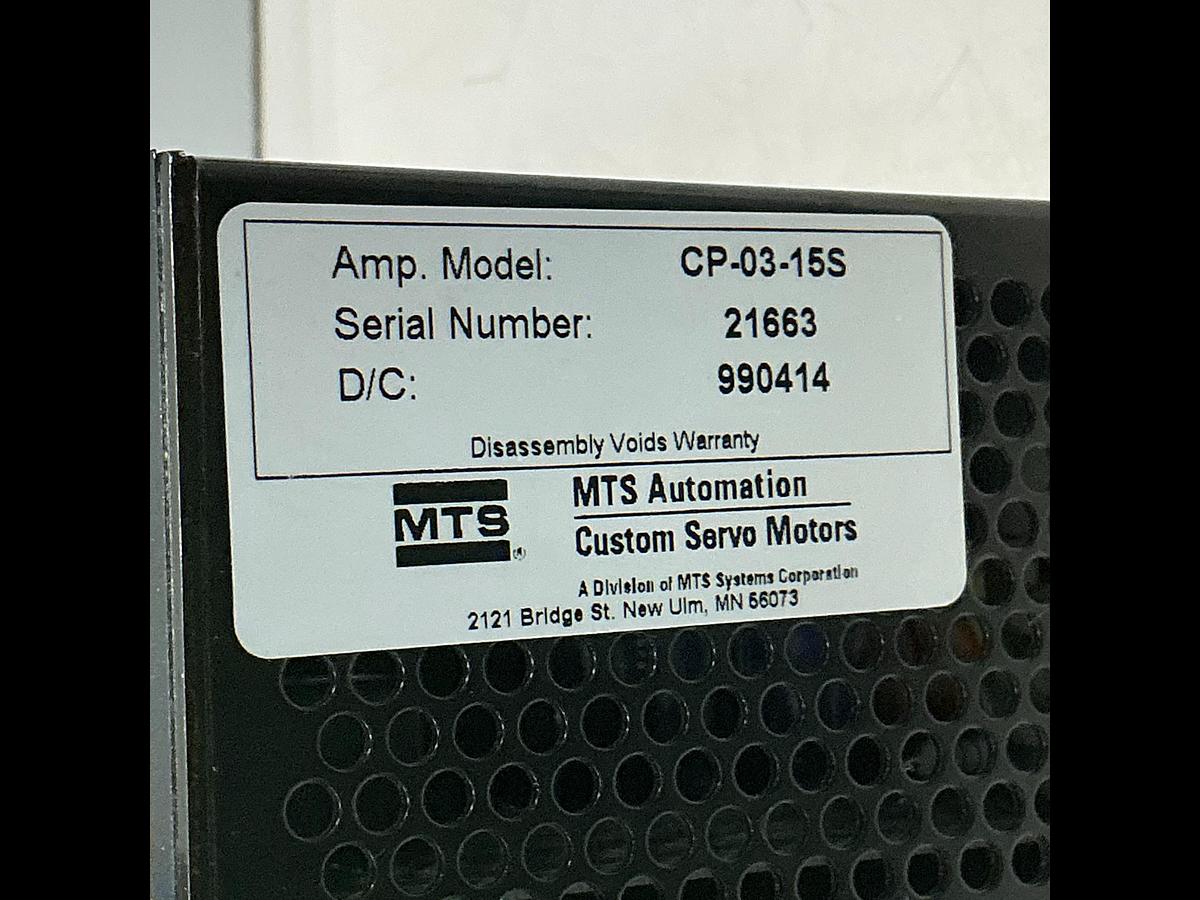 Amp. Model: CP-03-15S
Serial Number: 21663
D/C: 990414
Disassembly Voids Warranty
MTS®
MTS Automation
Custom Servo Motors
A Division of MTS Systems Corporation
2121 Bridge St. New Ulm, MN 56073